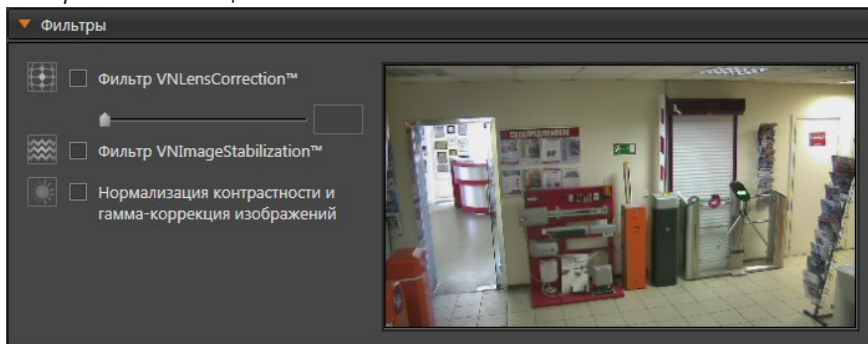 Фильтры
Фильтр VNLensCorrection™
Фильтр VNImageStabilization™
Нормализация контрастности и
гамма-коррекция изображений